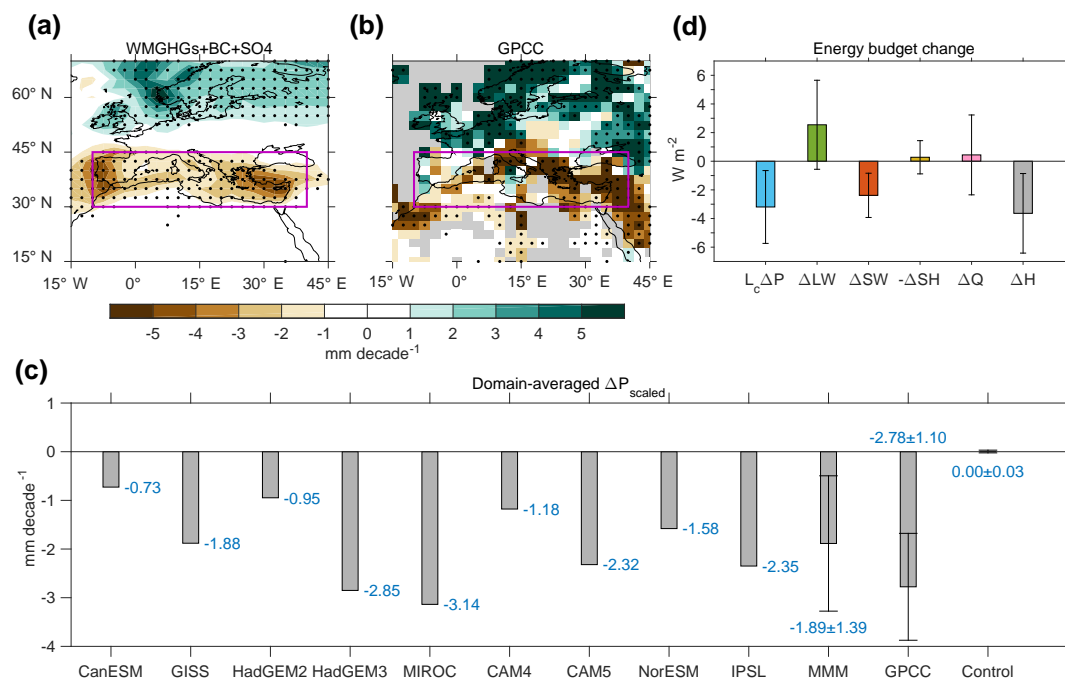 (a)
WMGHGs+BC+SO4
60° N
45° N
30° N
15° N
15° W
0°
15° E
30° E
45 E
(b)
GPCC
15° W
0°
15° E
30° E
45 E
-5 -4 -3 -2 -1 0 1 2 3 4 5
mm decade⁻¹
(d)
Energy budget change
W m⁻²
6
4
2
0
-2
-4
-6
L_cΔP ΔLW ΔSW -ΔSH ΔQ ΔH
(c)
Domain-averaged ΔP_scaled
mm decade⁻¹
1
0
-1
-2
-3
-4
-0.73
-1.88
-0.95
-2.85
-3.14
-1.18
-2.32
-1.58
-2.35
-1.89±1.39
-2.78±1.10
0.00±0.03
CanESM GISS HadGEM2 HadGEM3 MIROC CAM4 CAM5 NorESM IPSL MMM GPCC Control